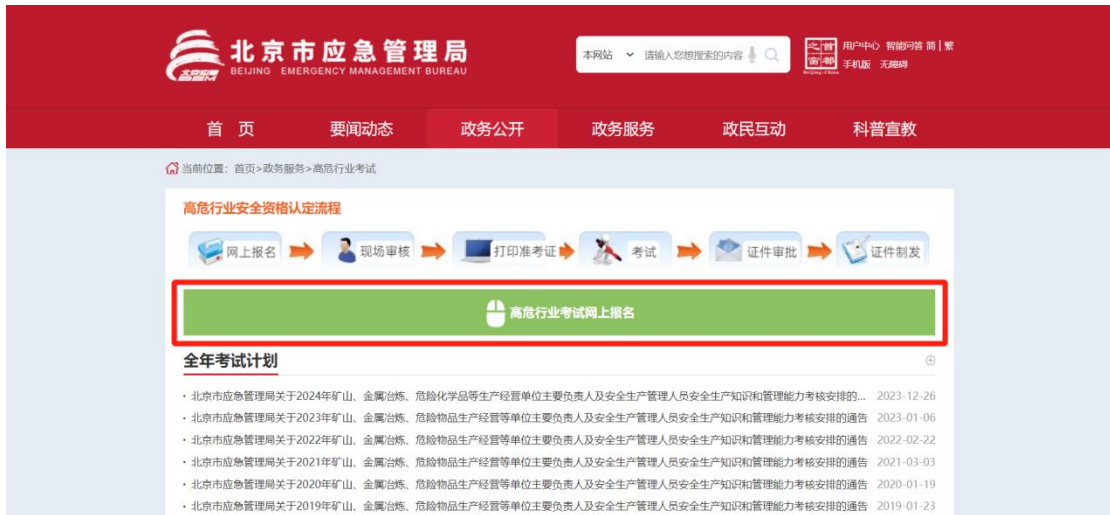 北京市应急管理局
BEIJING EMERGENCY MANAGEMENT BUREAU
本网站 请输入您想搜索的内容
首都之窗
Beijing-China
用户中心 智能问答 简|繁
手机版 无障碍
首 页 要闻动态 政务公开 政务服务 政民互动 科普宣教
当前位置：首页>政务服务>高危行业考试
高危行业安全资格认定流程
网上报名 现场审核 打印准考证 考试 证件审批 证件制发
高危行业考试网上报名
全年考试计划
· 北京市应急管理局关于2024年矿山、金属冶炼、危险化学品等生产经营单位主要负责人及安全生产管理人员安全生产知识和管理能力考核安排的... 2023-12-26
· 北京市应急管理局关于2023年矿山、金属冶炼、危险物品生产经营等单位主要负责人及安全生产管理人员安全生产知识和管理能力考核安排的通告 2023-01-06
· 北京市应急管理局关于2022年矿山、金属冶炼、危险物品生产经营等单位主要负责人及安全生产管理人员安全生产知识和管理能力考核安排的通告 2022-02-22
· 北京市应急管理局关于2021年矿山、金属冶炼、危险物品生产经营等单位主要负责人及安全生产管理人员安全生产知识和管理能力考核安排的通告 2021-03-03
· 北京市应急管理局关于2020年矿山、金属冶炼、危险物品生产经营等单位主要负责人及安全生产管理人员安全生产知识和管理能力考核安排的通告 2020-01-19
· 北京市应急管理局关于2019年矿山、金属冶炼、危险物品生产经营等单位主要负责人及安全生产管理人员安全生产知识和管理能力考核安排的通告 2019-01-23